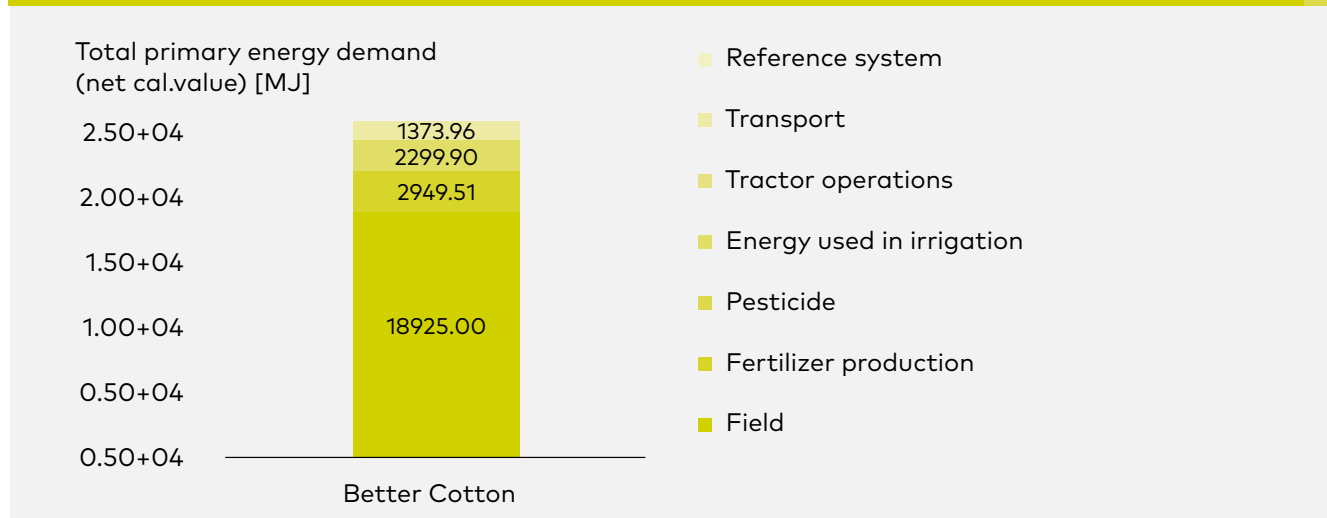 Total primary energy demand
(net cal.value) [MJ]
2.50+04
2.00+04
1.50+04
1.00+04
0.50+04
0.50+04
1373.96
2299.90
2949.51
18925.00
Better Cotton
Reference system
Transport
Tractor operations
Energy used in irrigation
Pesticide
Fertilizer production
Field